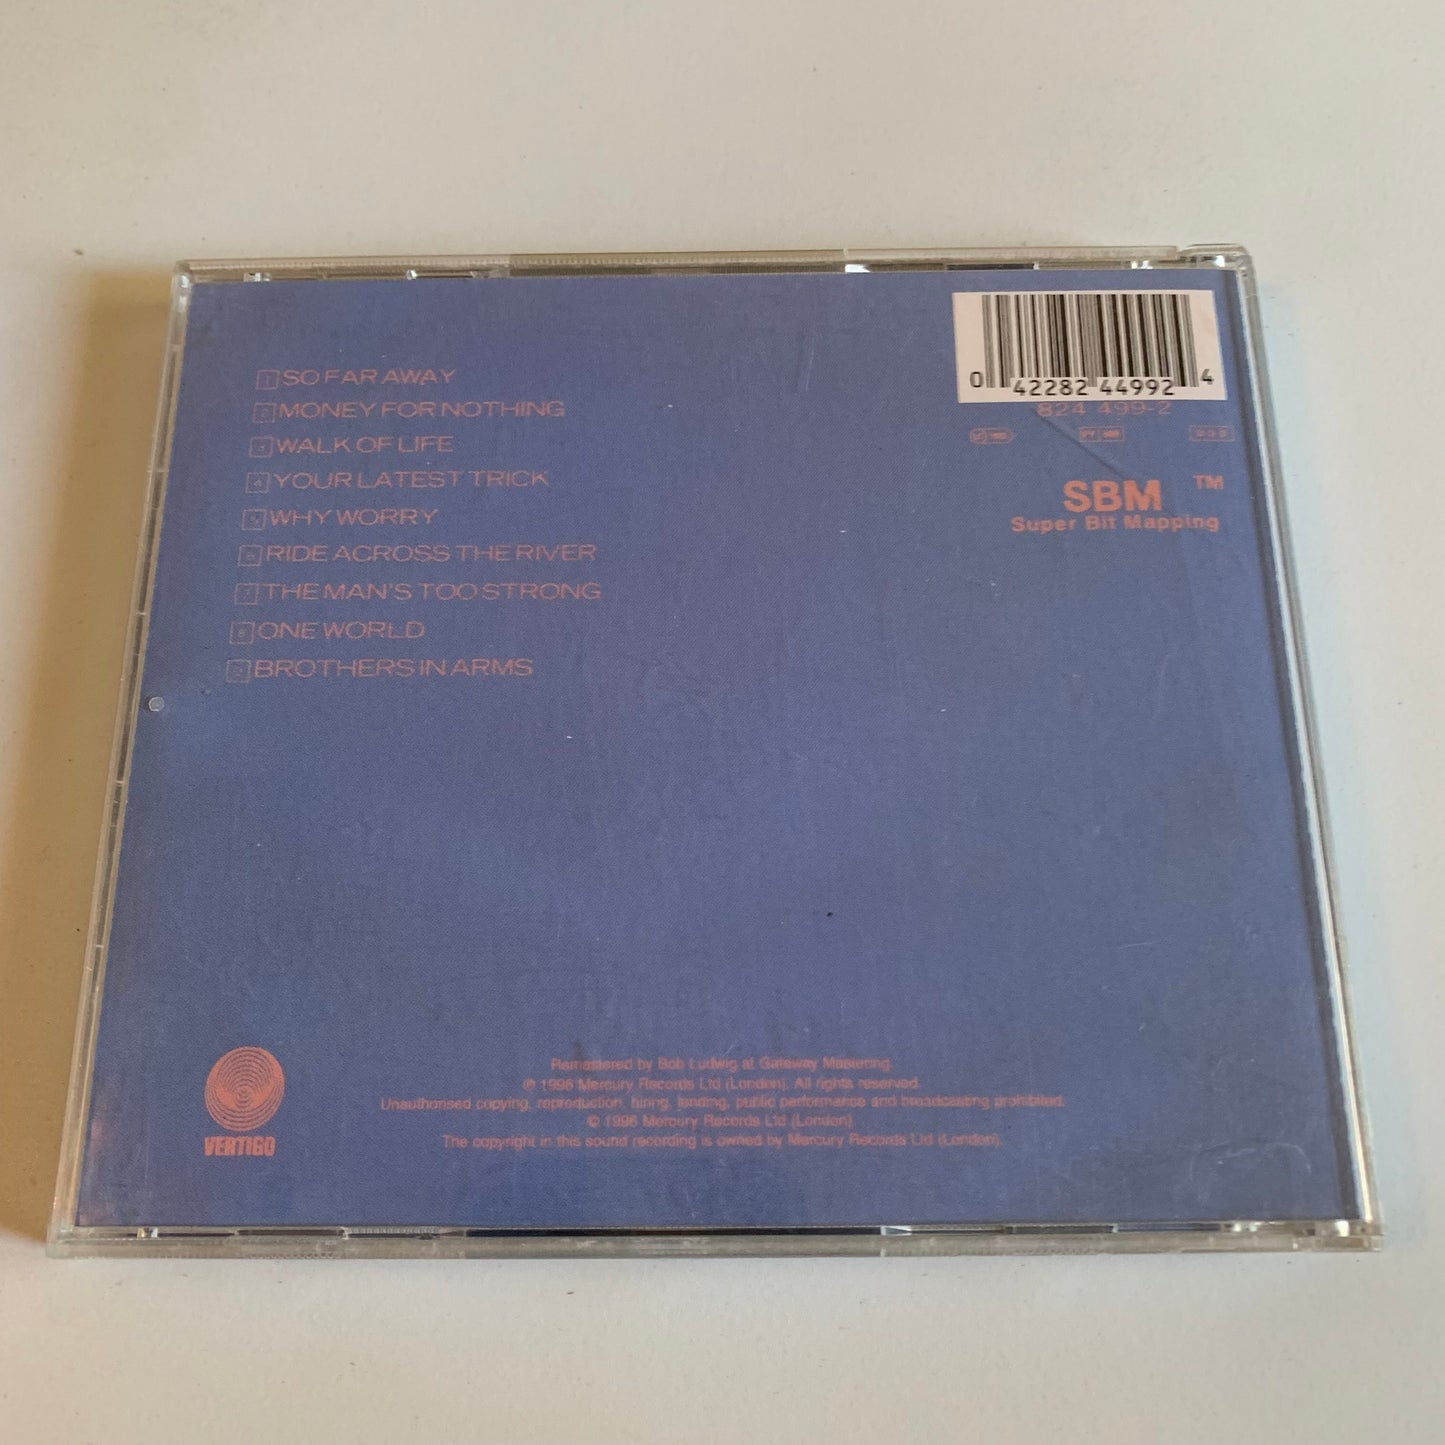 1 SO FAR AWAY
2 MONEY FOR NOTHING
3 WALK OF LIFE
4 YOUR LATEST TRICK
5 WHY WORRY
6 RIDE ACROSS THE RIVER
7 THE MAN'S TOO STRONG
8 ONE WORLD
9 BROTHERS IN ARMS
0 42282 44992 4
824 499-2
SBM TM
Super Bit Mapping
VERTIGO
Remastered by Bob Ludwig at Gateway Mastering.
℗ 1996 Mercury Records Ltd (London). All rights reserved.
Unauthorised copying, reproduction, hiring, lending, public performance and broadcasting prohibited.
© 1996 Mercury Records Ltd (London)
The copyright in this sound recording is owned by Mercury Records Ltd (London).